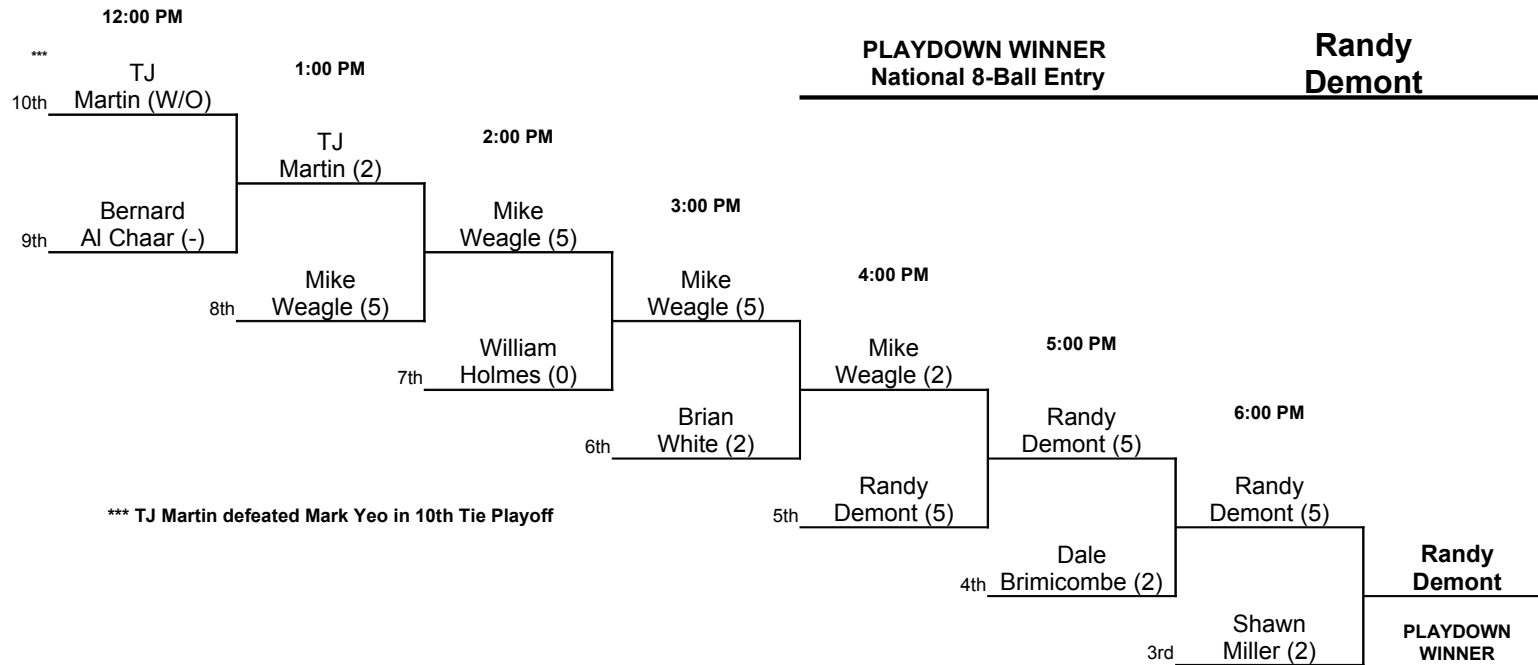 12:00 PM
***
TJ
10th Martin (W/O)
1:00 PM
PLAYDOWN WINNER
National 8-Ball Entry
Randy
Demont
TJ
Martin (2)
2:00 PM
Bernard
9th Al Chaar (-)
Mike
Weagle (5)
3:00 PM
Mike
8th Weagle (5)
Mike
Weagle (5)
4:00 PM
William
7th Holmes (0)
Mike
Weagle (2)
5:00 PM
Brian
6th White (2)
Randy
Demont (5)
6:00 PM
*** TJ Martin defeated Mark Yeo in 10th Tie Playoff
Randy
5th Demont (5)
Randy
Demont (5)
Dale
4th Brimicombe (2)
Randy
Demont
Shawn
3rd Miller (2)
PLAYDOWN
WINNER